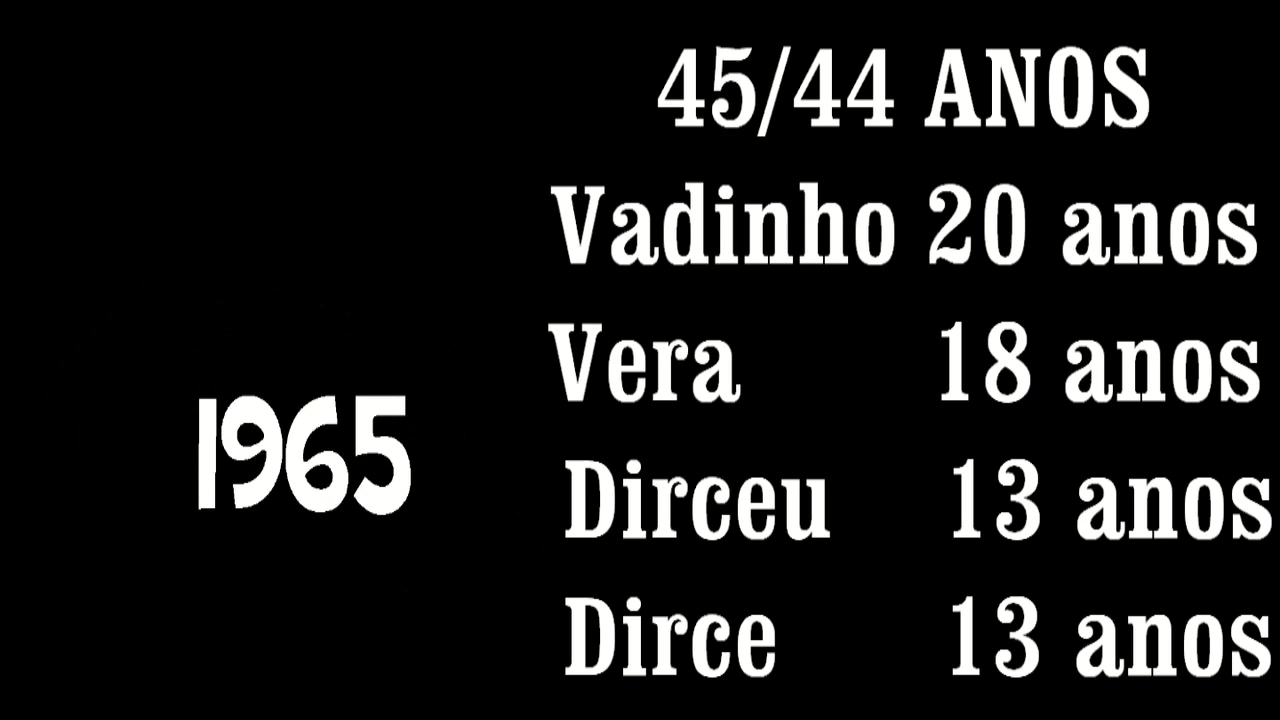 1965
45/44 ANOS
Vadinho 20 anos
Vera 18 anos
Dirceu 13 anos
Dirce 13 anos